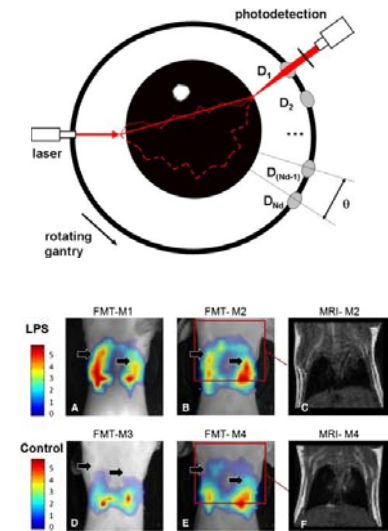 photodetection
D1
D2
...
laser
D(Nd-1)
DNd
θ
rotating
gantry
FMT-M1
FMT- M2
MRI- M2
LPS
5
4
3
2
1
0
A
B
C
FMT-M3
FMT- M4
MRI- M4
Control
5
4
3
2
1
0
D
E
F